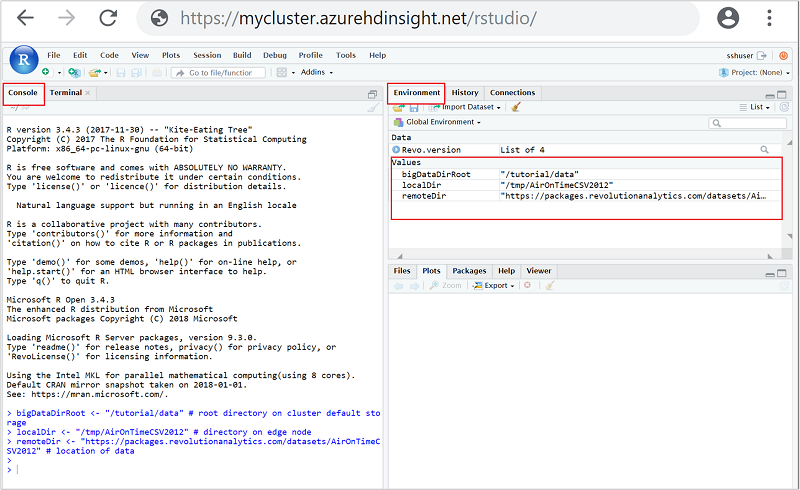 https://mycluster.azurehdinsight.net/rstudio/
R File Edit Code View Plots Session Build Debug Profile Tools Help sshuser
Go to file/function Addins Project: (None)
Console Terminal
~/
R version 3.4.3 (2017-11-30) -- "Kite-Eating Tree"
Copyright (C) 2017 The R Foundation for Statistical Computing
Platform: x86_64-pc-linux-gnu (64-bit)
R is free software and comes with ABSOLUTELY NO WARRANTY.
You are welcome to redistribute it under certain conditions.
Type 'license()' or 'licence()' for distribution details.
Natural language support but running in an English locale
R is a collaborative project with many contributors.
Type 'contributors()' for more information and
'citation()' on how to cite R or R packages in publications.
Type 'demo()' for some demos, 'help()' for on-line help, or
'help.start()' for an HTML browser interface to help.
Type 'q()' to quit R.
Microsoft R Open 3.4.3
The enhanced R distribution from Microsoft
Microsoft packages Copyright (C) 2018 Microsoft
Loading Microsoft R Server packages, version 9.3.0.
Type 'readme()' for release notes, privacy() for privacy policy, or
'RevoLicense()' for licensing information.
Using the Intel MKL for parallel mathematical computing(using 8 cores).
Default CRAN mirror snapshot taken on 2018-01-01.
See: https://mran.microsoft.com/.
> bigDataDirRoot <- "/tutorial/data" # root directory on cluster default sto
rage
> localDir <- "/tmp/AirOnTimeCSV2012" # directory on edge node
> remoteDir <- "https://packages.revolutionanalytics.com/datasets/AirOnTimeC
SV2012" # location of data
>
>
Environment History Connections
Import Dataset List
Global Environment
Data
Revo.version List of 4
Values
bigDataDirRoot "/tutorial/data"
localDir "/tmp/AirOnTimeCSV2012"
remoteDir "https://packages.revolutionanalytics.com/datasets/Ai…
Files Plots Packages Help Viewer
Zoom Export